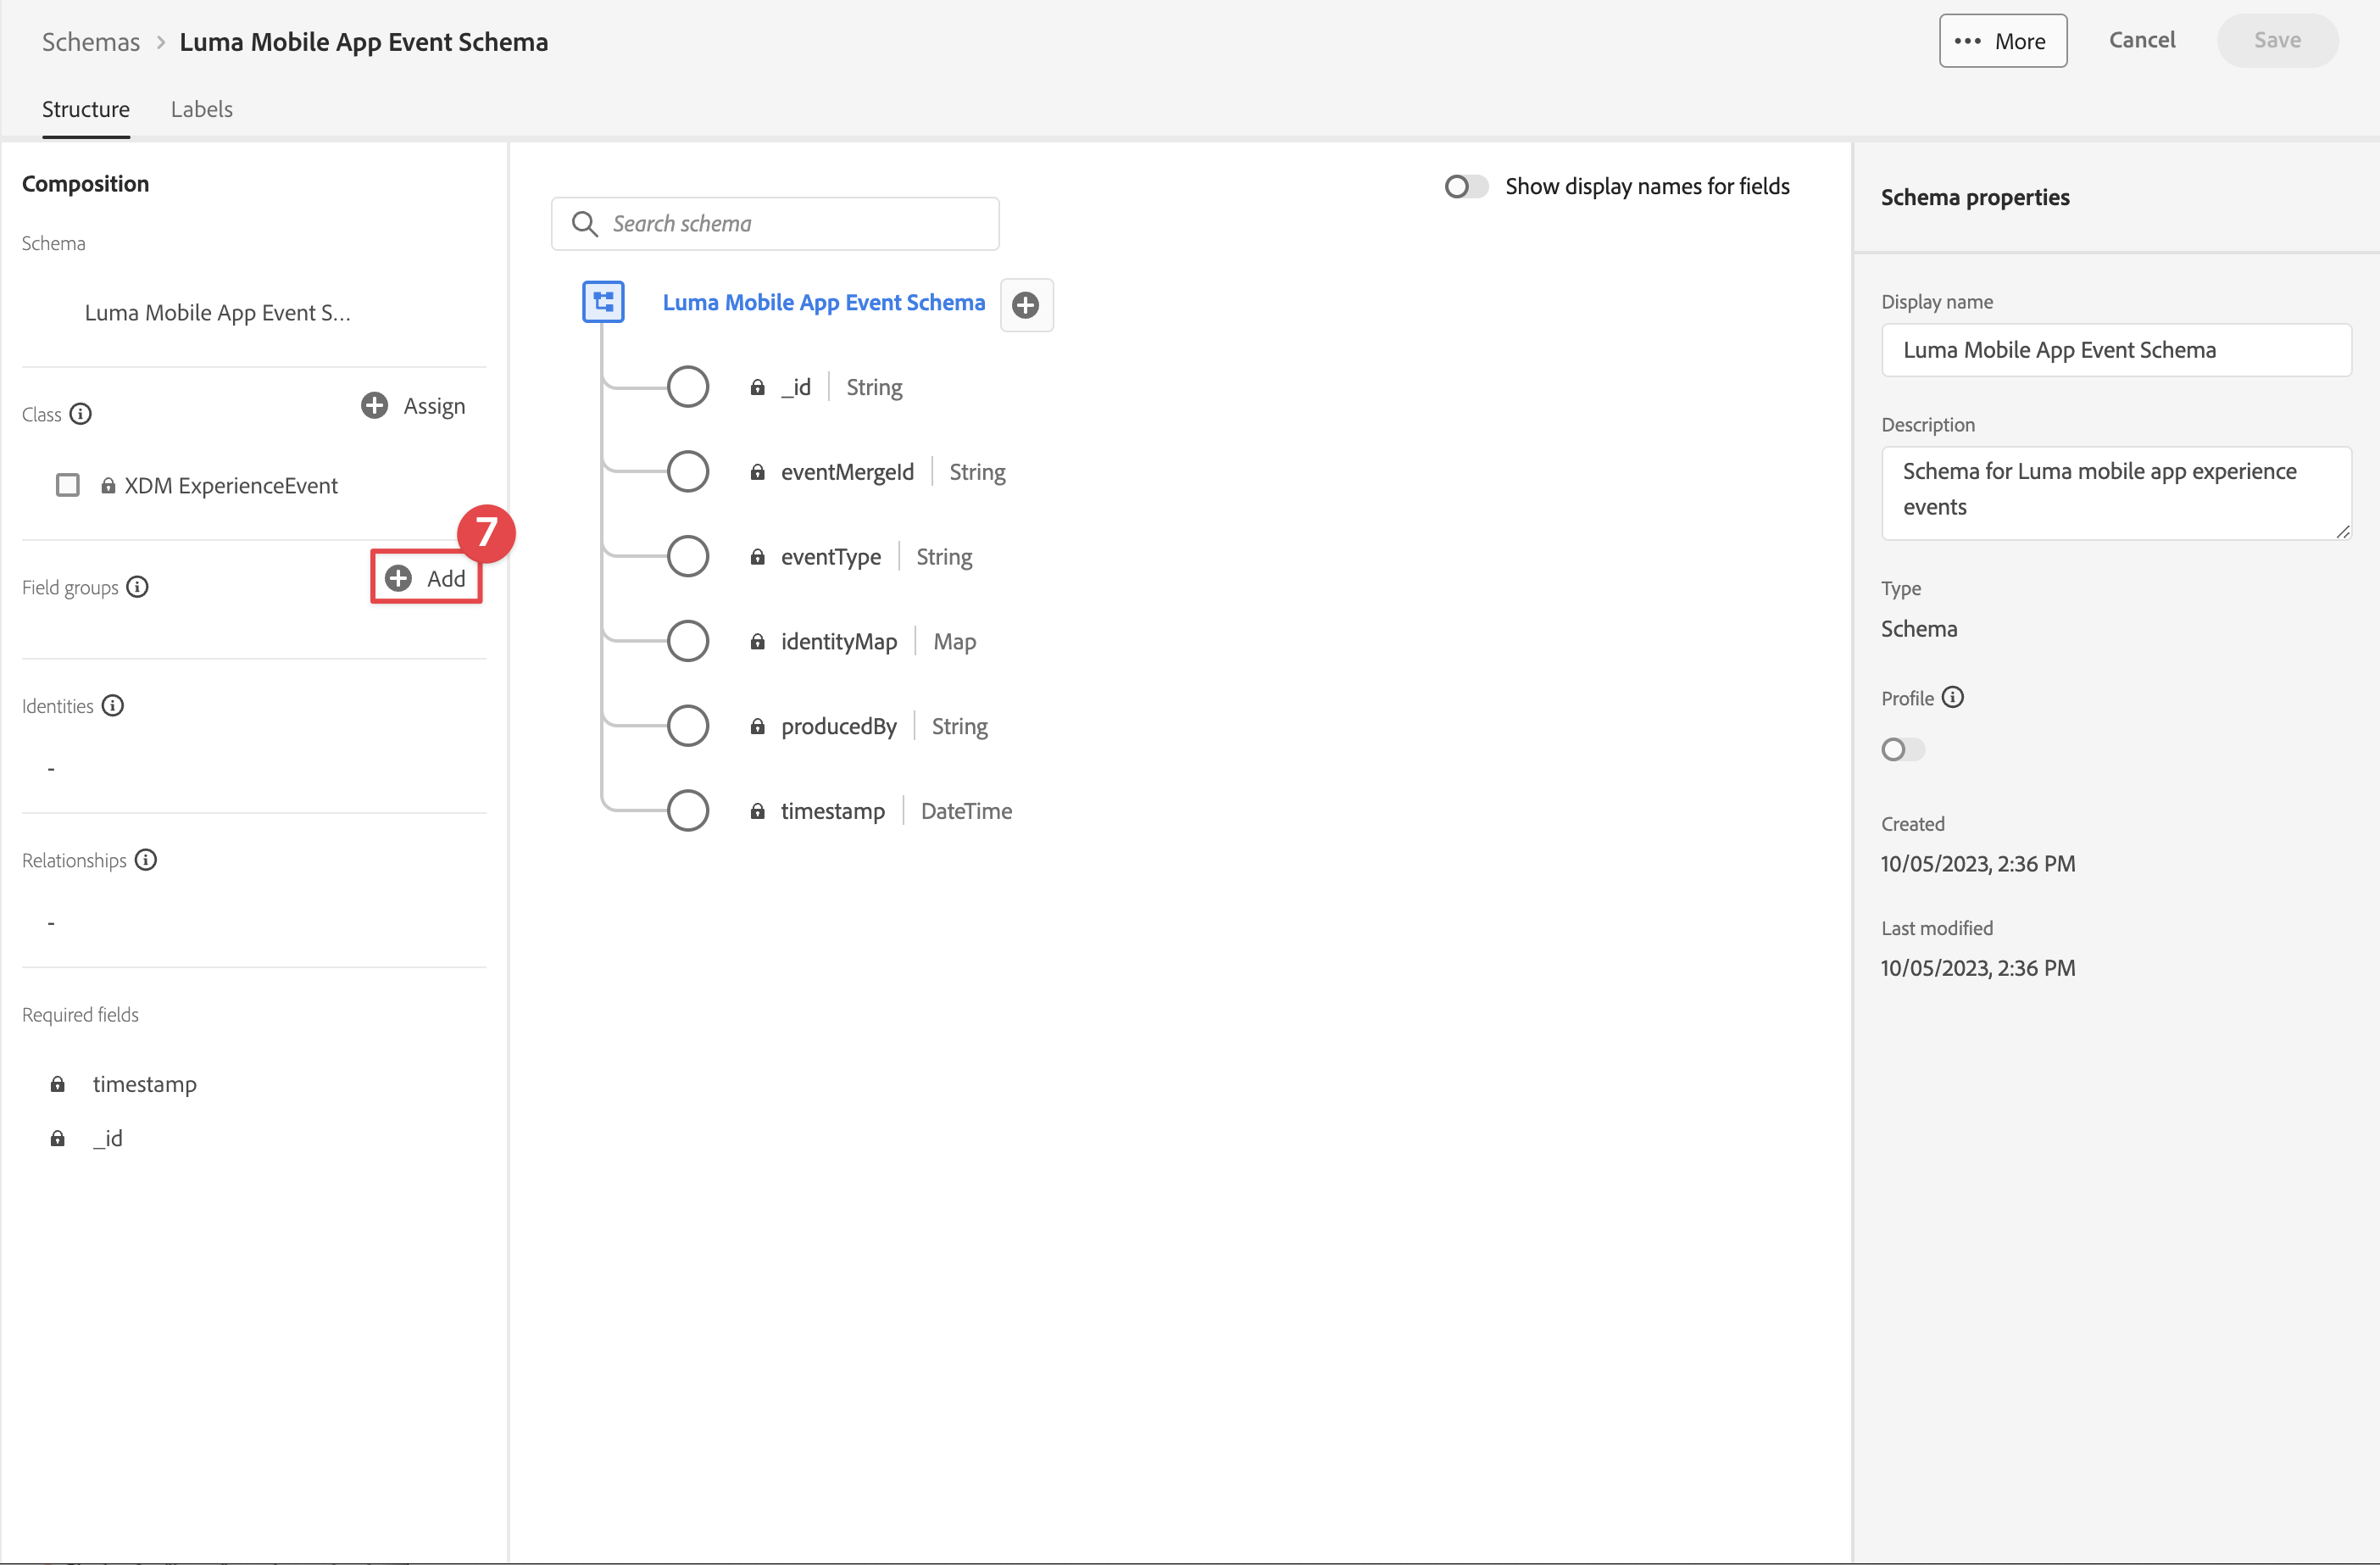 Schemas > Luma Mobile App Event Schema
••• More
Cancel
Save
Structure
Labels
Composition
Schema
Luma Mobile App Event S...
Class
Assign
XDM ExperienceEvent
7
Field groups
Add
Identities
-
Relationships
-
Required fields
timestamp
_id
Show display names for fields
Search schema
Luma Mobile App Event Schema
_id | String
eventMergeId | String
eventType | String
identityMap | Map
producedBy | String
timestamp | DateTime
Schema properties
Display name
Luma Mobile App Event Schema
Description
Schema for Luma mobile app experience
events
Type
Schema
Profile
Created
10/05/2023, 2:36 PM
Last modified
10/05/2023, 2:36 PM